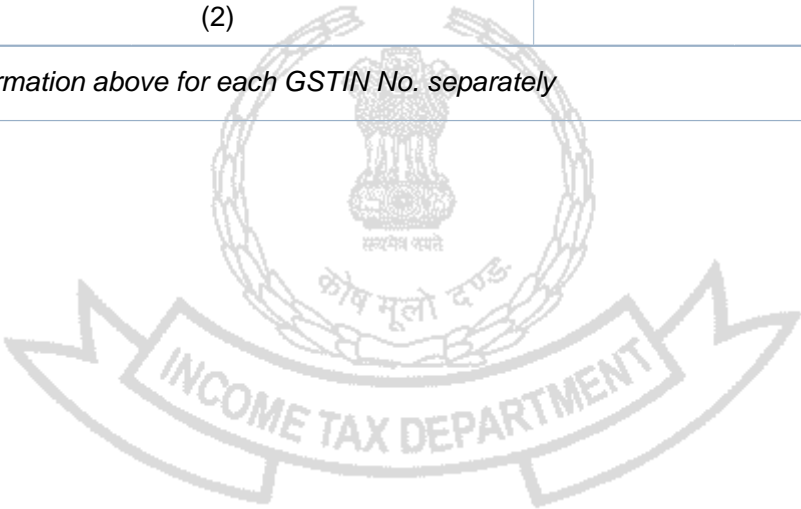 (2)
rmation above for each GSTIN No. separately
सत्यमेव जयते
कोष मूलो दण्ड
INCOME TAX DEPARTMENT